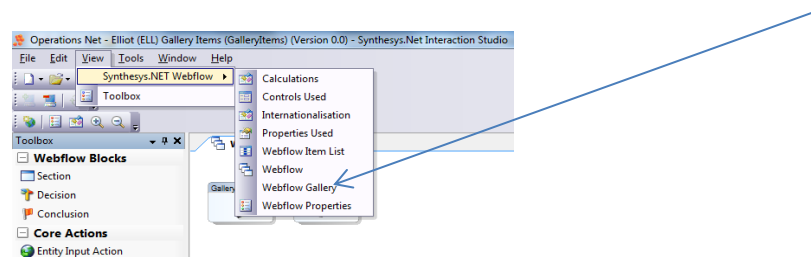 Operations Net - Elliot (ELL) Gallery Items (GalleryItems) (Version 0.0) - Synthesys.Net Interaction Studio
File Edit View Tools Window Help
Synthesys.NET Webflow
Toolbox
Calculations
Controls Used
Internationalisation
Properties Used
Webflow Item List
Webflow
Webflow Gallery
Webflow Properties
Toolbox
Webflow Blocks
Section
Decision
Conclusion
Core Actions
Entity Input Action